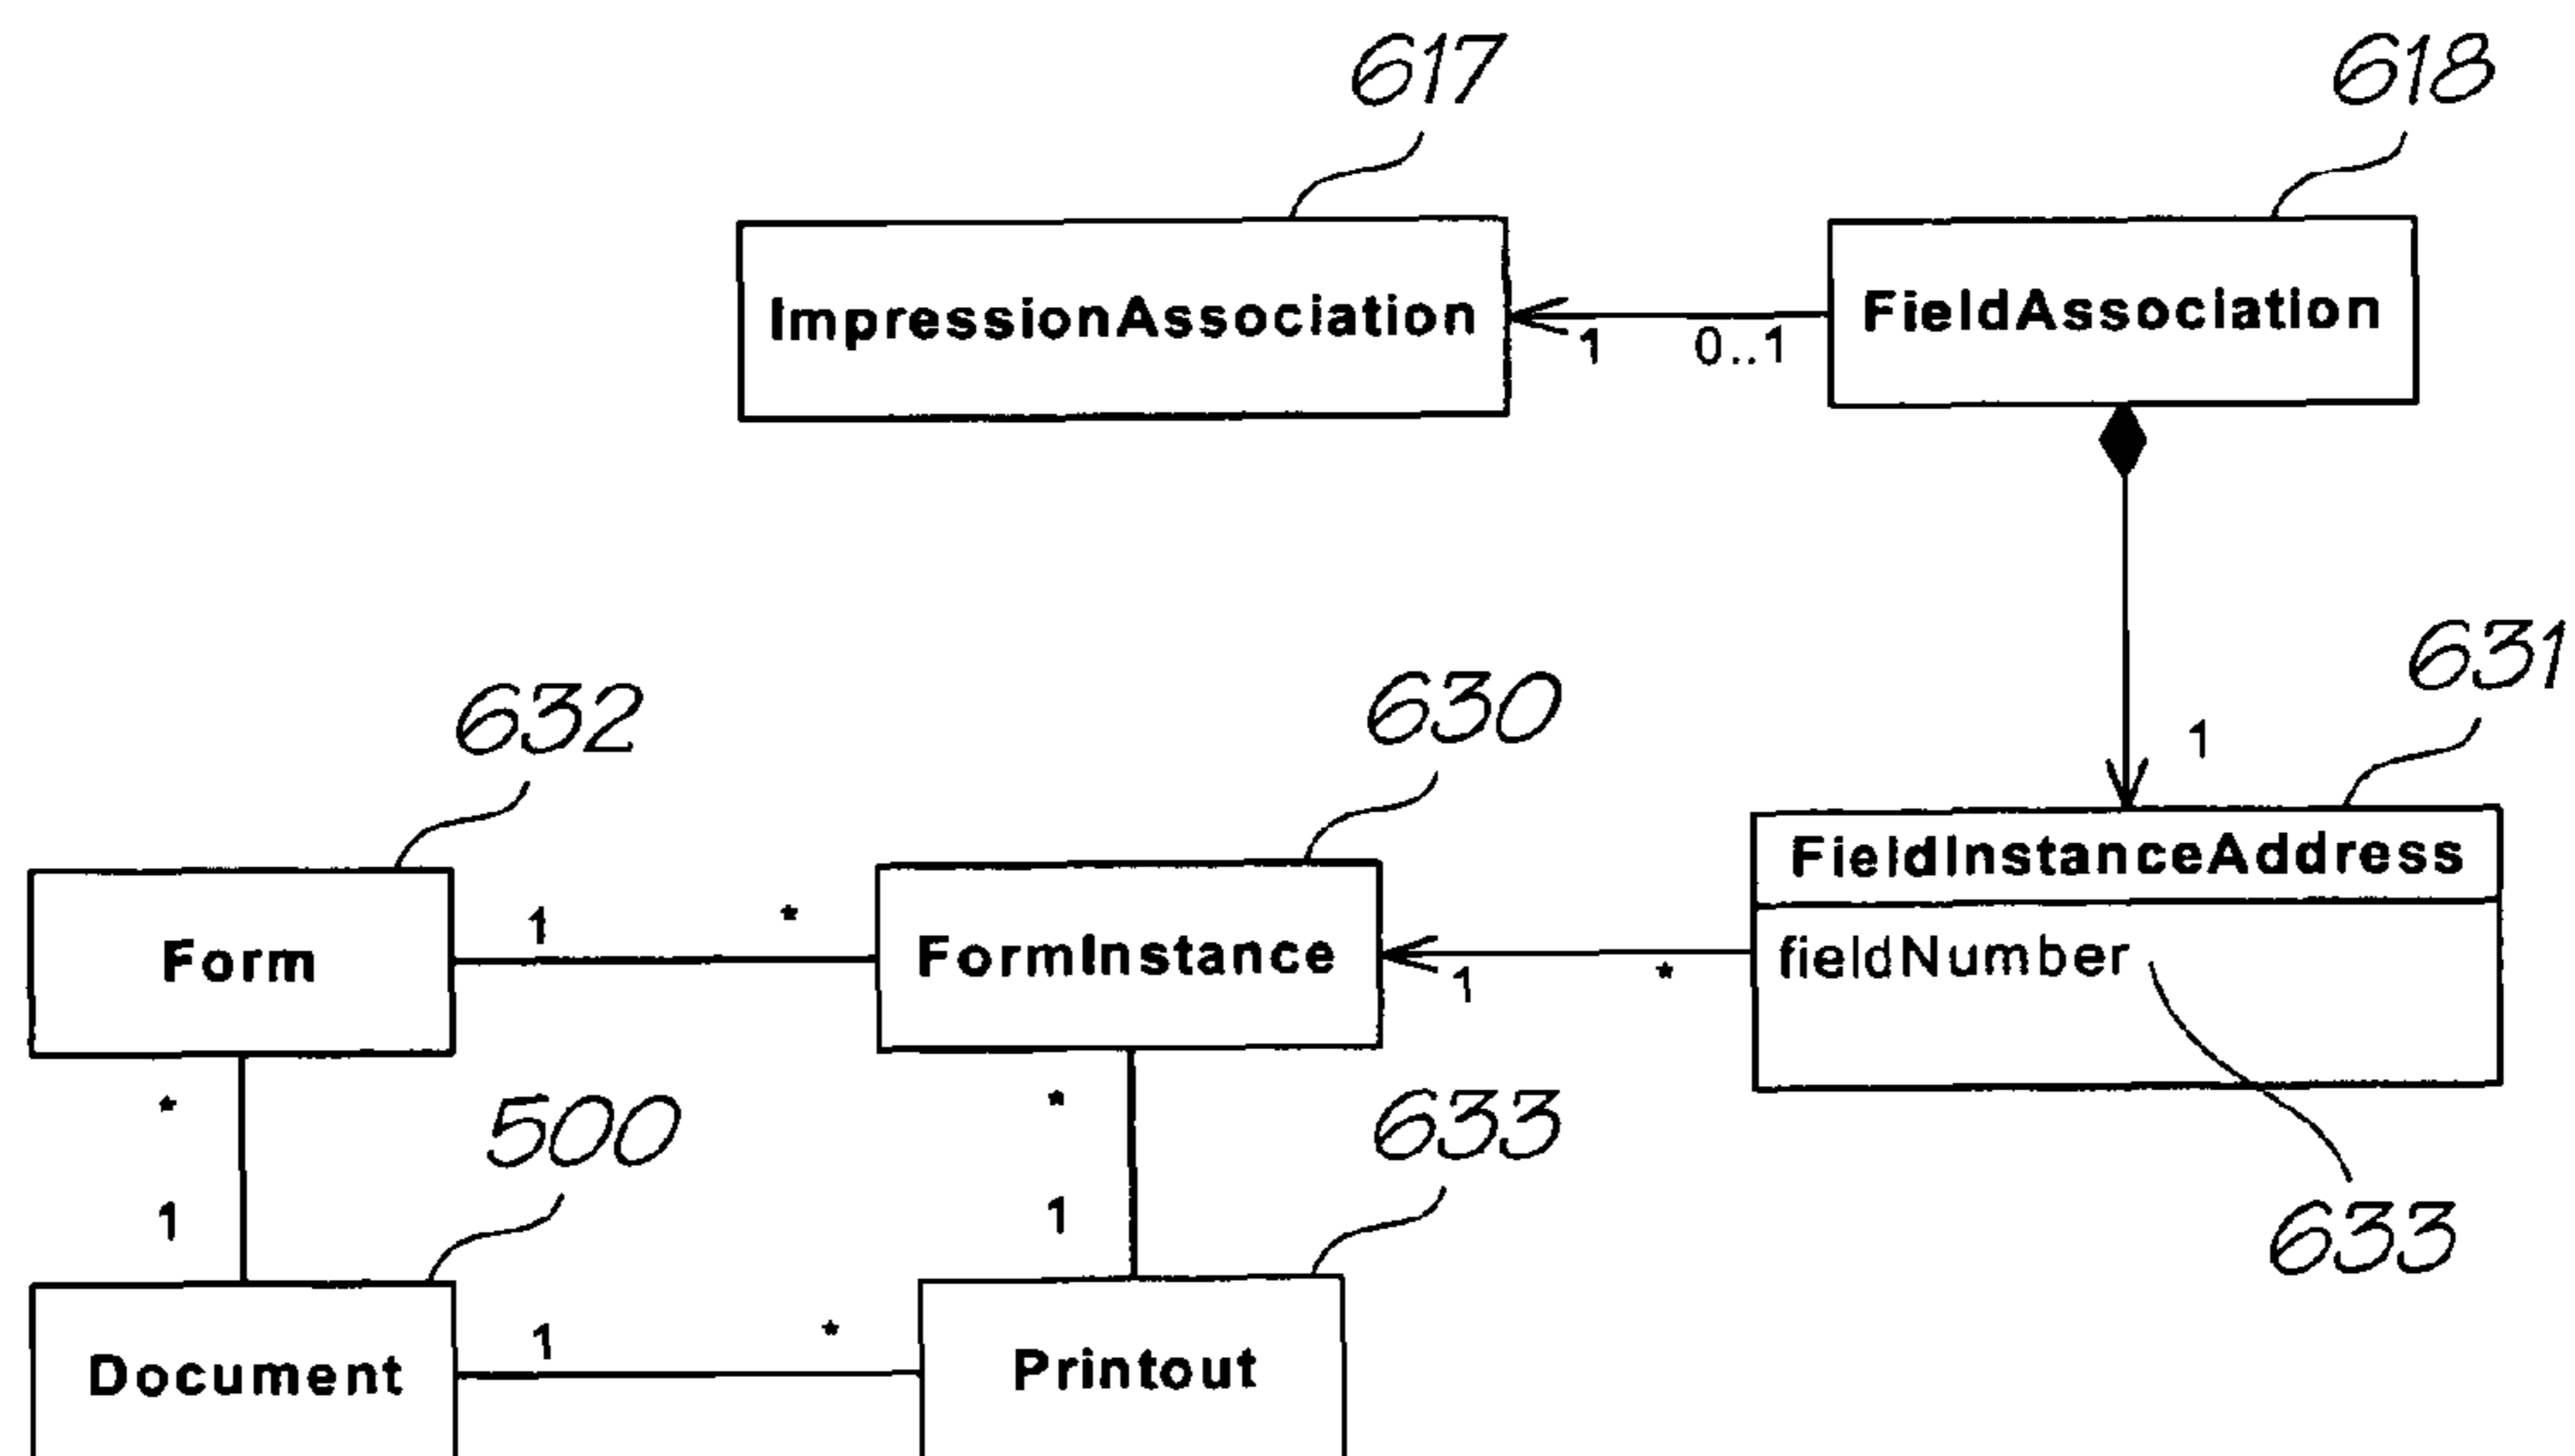 617
618
ImpressionAssociation
1
0..1
FieldAssociation
632
630
631
1
Form
1
*
FormInstance
1
*
FieldInstanceAddress
fieldNumber
*
1
500
*
1
633
633
Document
1
*
Printout